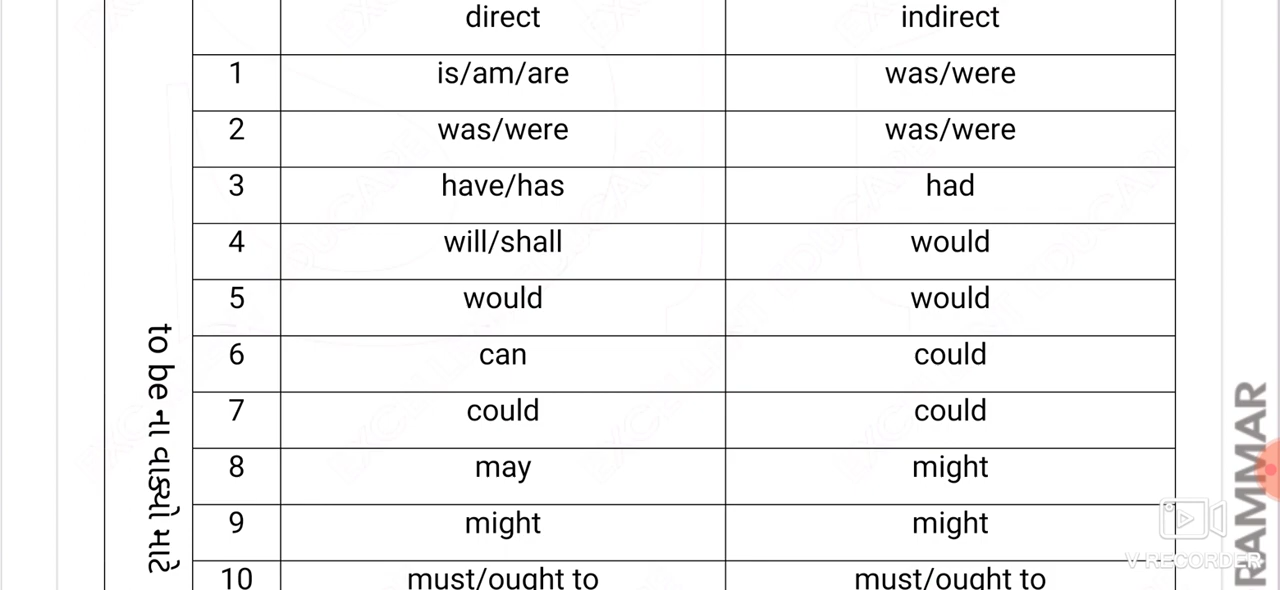 direct indirect
1 is/am/are was/were
2 was/were was/were
3 have/has had
4 will/shall would
5 would would
6 can could
7 could could
8 may might
9 might might
10 must/ought to must/ought to
to be ના વાક્યો માટે
RAMMAR
V RECORDER